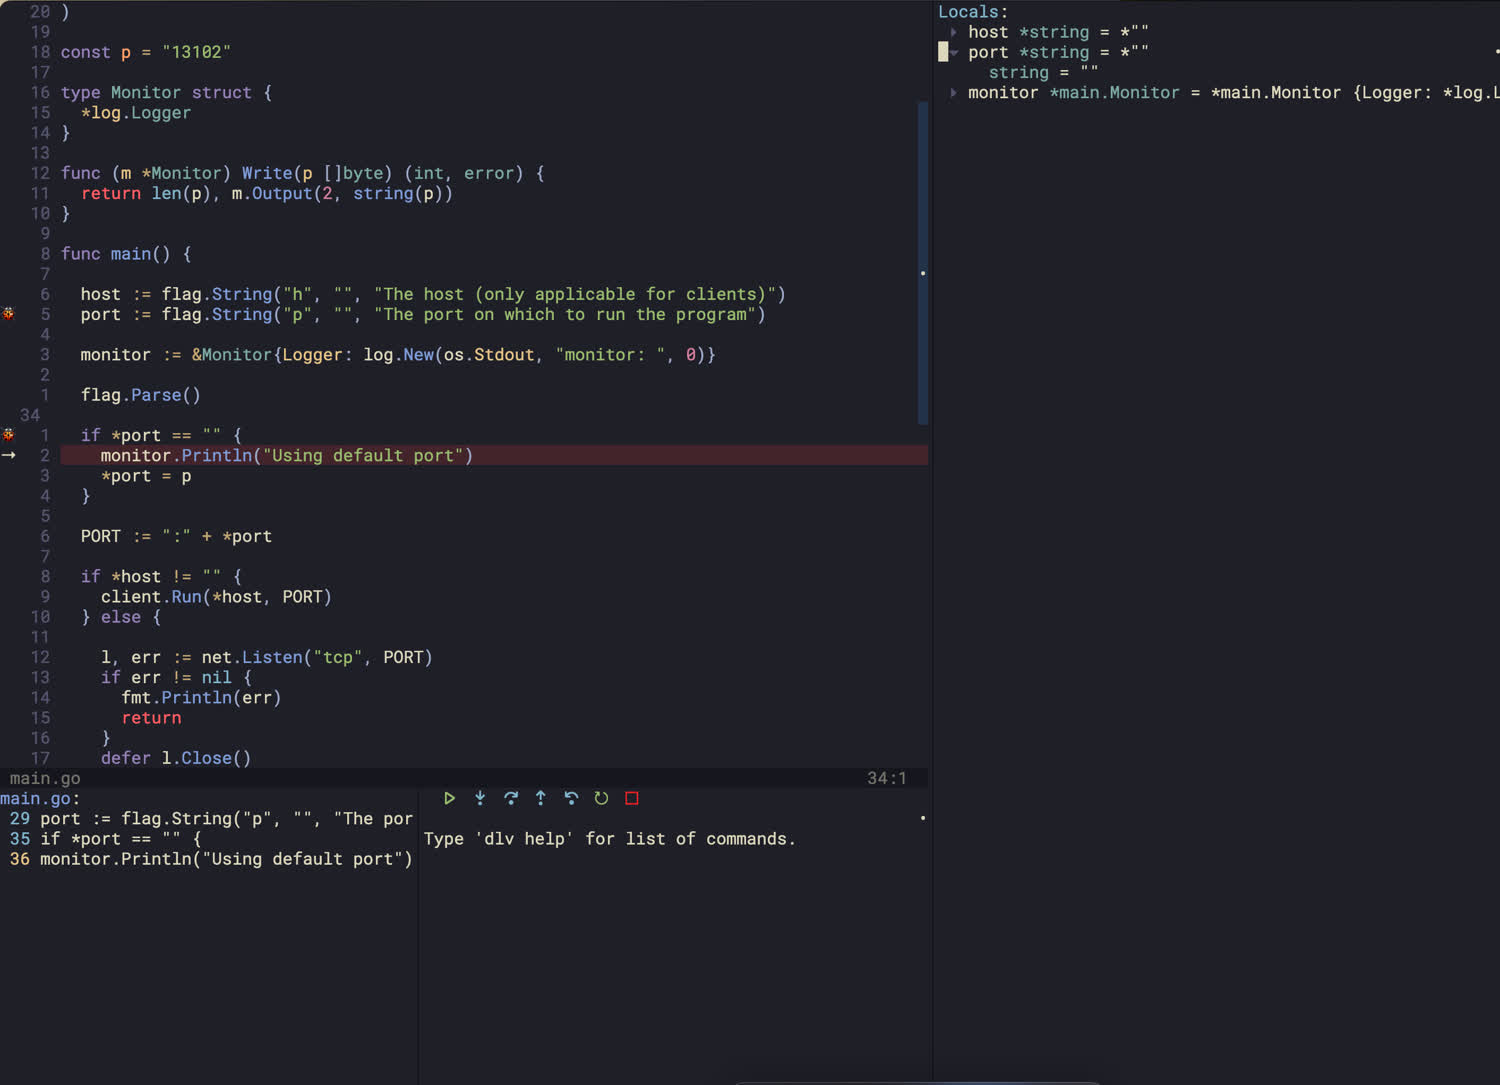 20 )
19
18 const p = "13102"
17
16 type Monitor struct {
15 *log.Logger
14 }
13
12 func (m *Monitor) Write(p []byte) (int, error) {
11 return len(p), m.Output(2, string(p))
10 }
9
8 func main() {
7
6 host := flag.String("h", "", "The host (only applicable for clients)")
5 port := flag.String("p", "", "The port on which to run the program")
4
3 monitor := &Monitor{Logger: log.New(os.Stdout, "monitor: ", 0)}
2
1 flag.Parse()
34
1 if *port == "" {
→ 2 monitor.Println("Using default port")
3 *port = p
4 }
5
6 PORT := ":" + *port
7
8 if *host != "" {
9 client.Run(*host, PORT)
10 } else {
11
12 l, err := net.Listen("tcp", PORT)
13 if err != nil {
14 fmt.Println(err)
15 return
16 }
17 defer l.Close()
main.go 34:1
Locals:
host *string = *""
port *string = *""
string = ""
monitor *main.Monitor = *main.Monitor {Logger: *log.L
main.go:
29 port := flag.String("p", "", "The por
35 if *port == "" {
36 monitor.Println("Using default port")
Type 'dlv help' for list of commands.